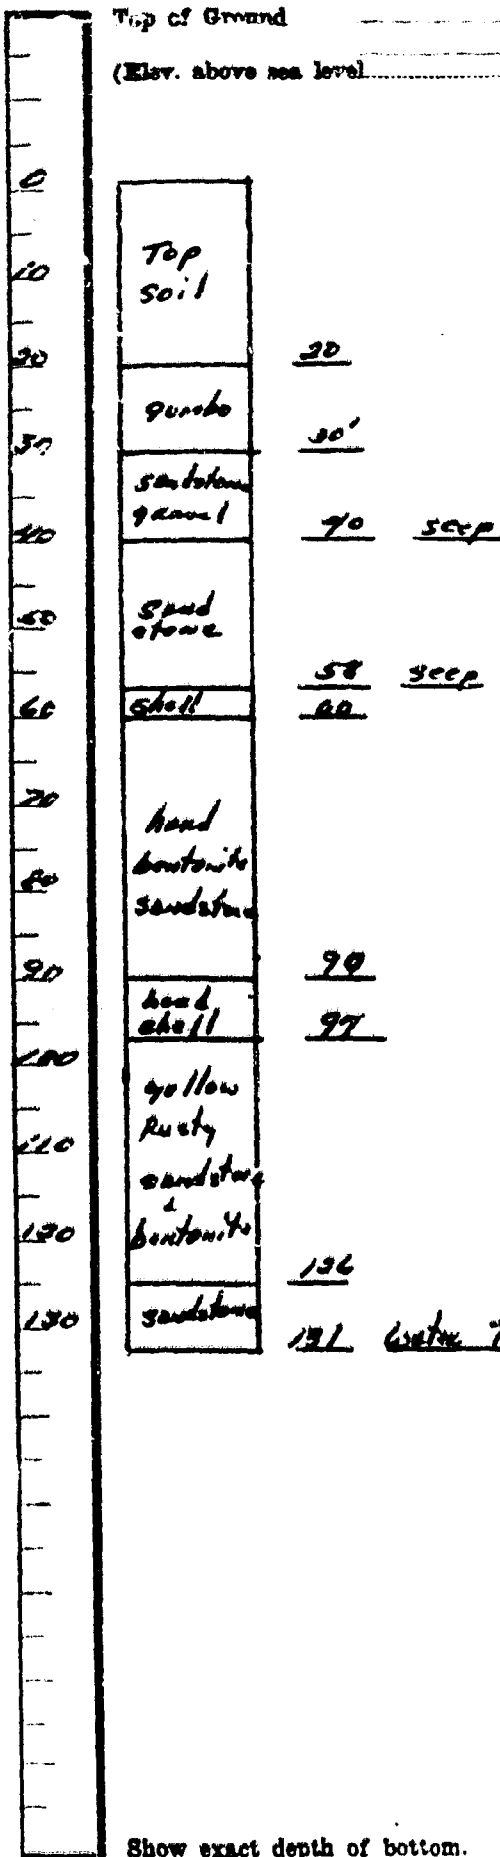 Top of Ground
(Elev. above sea level
0
Top
soil
10
20
20
gumbo
30'
30
sandstone
gravel
40
seep
40
sand
stone
50
58
seep
shell
60
60
70
hard
bentonite
sandstone
80
90
90
hard
shell
97
100
yellow
Rusty
sandstone
&
bentonite
110
120
126
sandstone
130
131
water
Show exact depth of bottom.